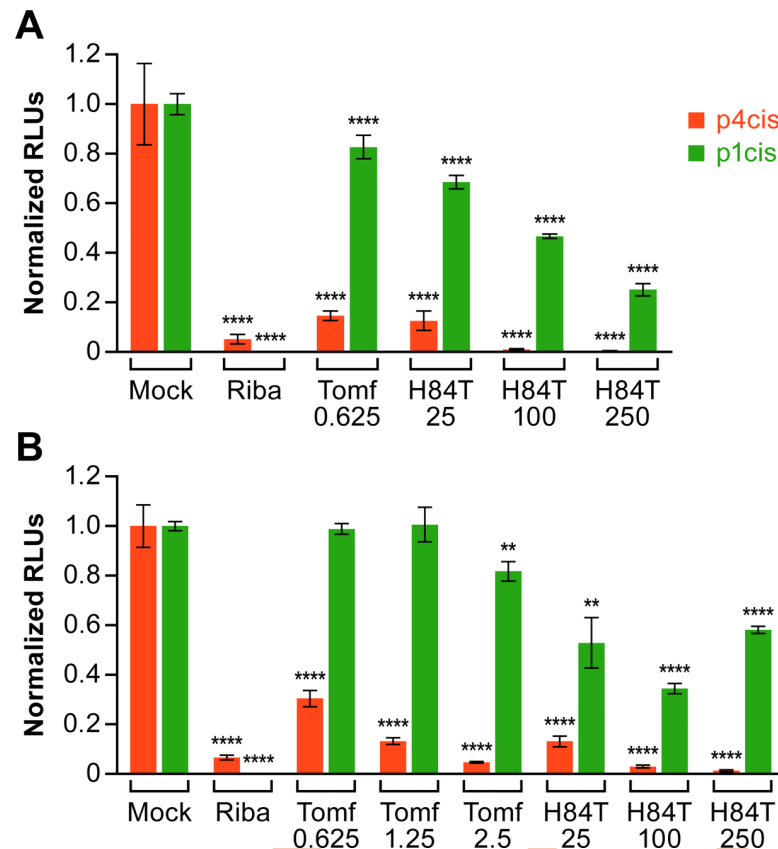 A
Normalized RLUs
1.2
1.0
0.8
0.6
0.4
0.2
0
**** **** **** **** **** **** **** **** **** ****
p4cis
p1cis
Mock Riba Tomf H84T H84T H84T
0.625 25 100 250
B
Normalized RLUs
1.2
1.0
0.8
0.6
0.4
0.2
0
**** **** **** **** **** ** **** ** **** **** **** ****
Mock Riba Tomf Tomf Tomf H84T H84T H84T
0.625 1.25 2.5 25 100 250